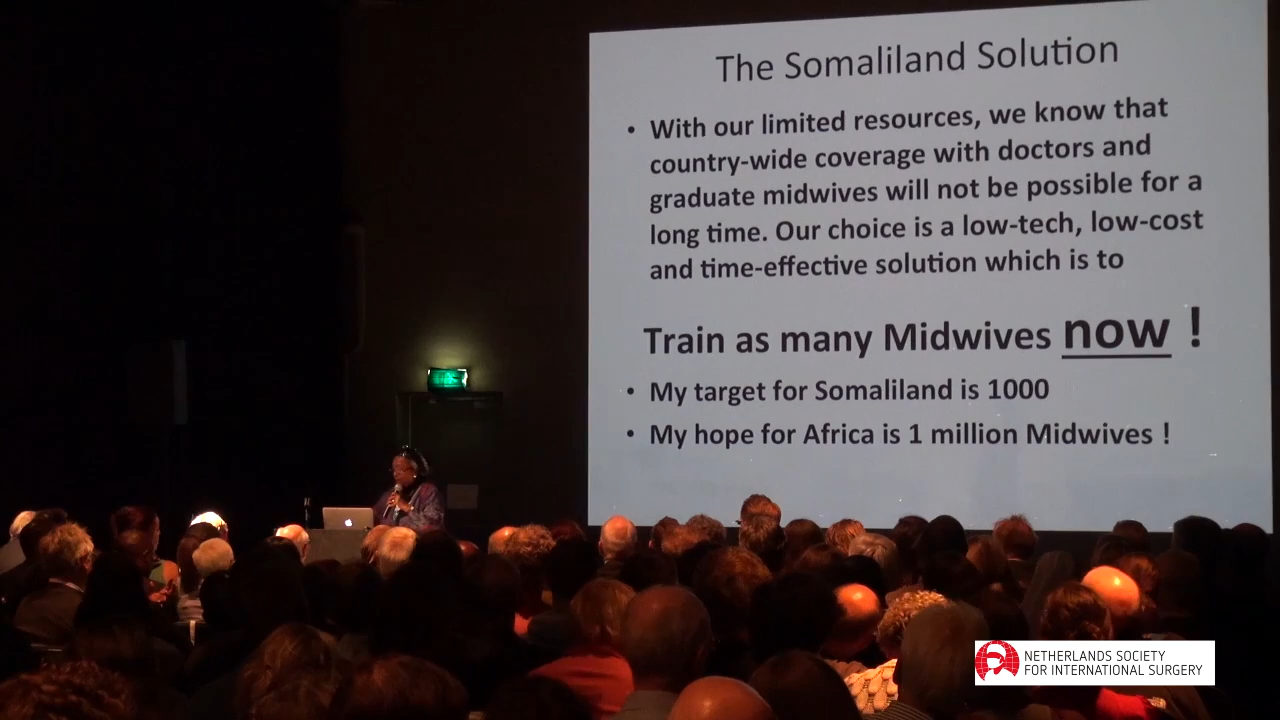 The Somaliland Solution
• With our limited resources, we know that
country-wide coverage with doctors and
graduate midwives will not be possible for a
long time. Our choice is a low-tech, low-cost
and time-effective solution which is to
Train as many Midwives now !
• My target for Somaliland is 1000
• My hope for Africa is 1 million Midwives !
NETHERLANDS SOCIETY
FOR INTERNATIONAL SURGERY